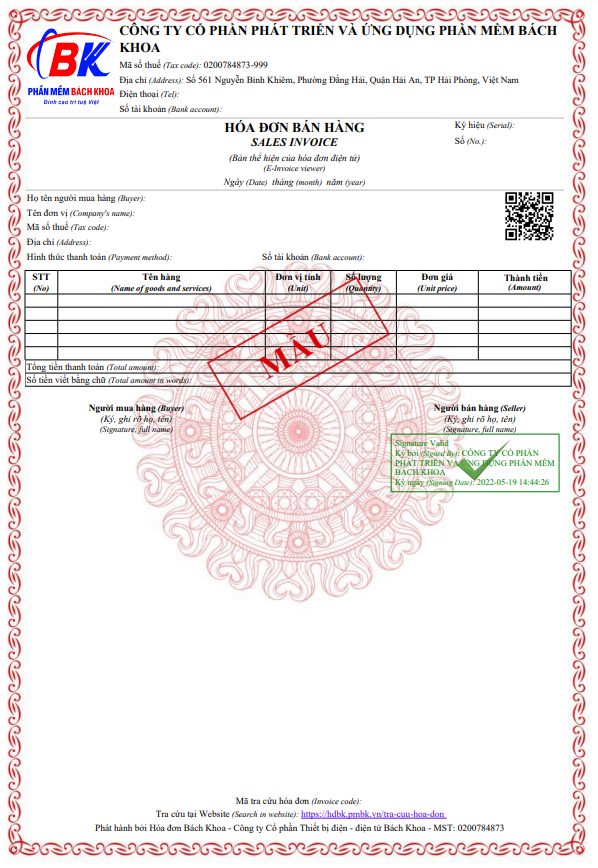 BK
PHẦN MỀM BÁCH KHOA
Đỉnh cao trí tuệ Việt
CÔNG TY CỔ PHẦN PHÁT TRIỂN VÀ ỨNG DỤNG PHẦN MỀM BÁCH
KHOA
Mã số thuế (Tax code): 0200784873-999
Địa chỉ (Address): Số 561 Nguyễn Bỉnh Khiêm, Phường Đằng Hải, Quận Hải An, TP Hải Phòng, Việt Nam
Điện thoại (Tel):
Số tài khoản (Bank account):
HÓA ĐƠN BÁN HÀNG
SALES INVOICE
(Bản thể hiện của hóa đơn điện tử)
(E-Invoice viewer)
Ngày (Date) tháng (month) năm (year)
Ký hiệu (Serial):
Số (No.):
Họ tên người mua hàng (Buyer):
Tên đơn vị (Company's name):
Mã số thuế (Tax code):
Địa chỉ (Address):
Hình thức thanh toán (Payment method): Số tài khoản (Bank account):
STT Tên hàng Đơn vị tính Số lượng Đơn giá Thành tiền
(No) (Name of goods and services) (Unit) (Quantity) (Unit price) (Amount)
MẪU
Tổng tiền thanh toán (Total amount):
Số tiền viết bằng chữ (Total amount in words):
Người mua hàng (Buyer) Người bán hàng (Seller)
(Ký, ghi rõ họ, tên) (Ký, ghi rõ họ, tên)
(Signature, full name) (Signature, full name)
Signature Valid
Ký bởi (Signed By): CÔNG TY CỔ PHẦN
PHÁT TRIỂN VÀ ỨNG DỤNG PHẦN MỀM
BÁCH KHOA
Ký ngày (Signing Date): 2022-05-19 14:44:26
Mã tra cứu hóa đơn (Invoice code):
Tra cứu tại Website (Search in website): https://hdbk.pmbk.vn/tra-cuu-hoa-don
Phát hành bởi Hóa đơn Bách Khoa - Công ty Cổ phần Thiết bị điện - điện tử Bách Khoa - MST: 0200784873